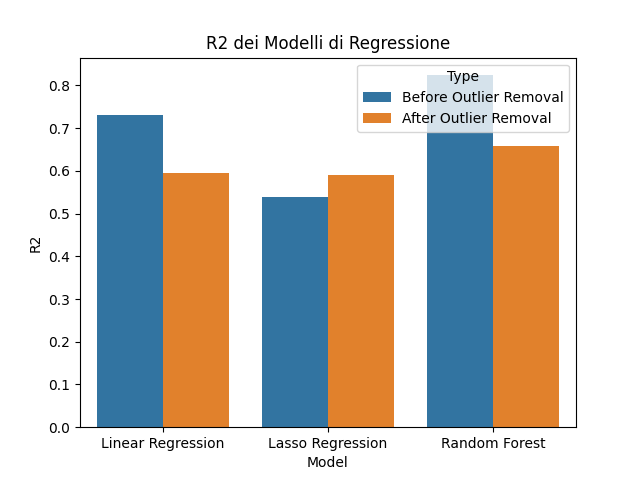 R2 dei Modelli di Regressione
Type
Before Outlier Removal
After Outlier Removal
R2
0.8
0.7
0.6
0.5
0.4
0.3
0.2
0.1
0.0
Linear Regression
Lasso Regression
Random Forest
Model